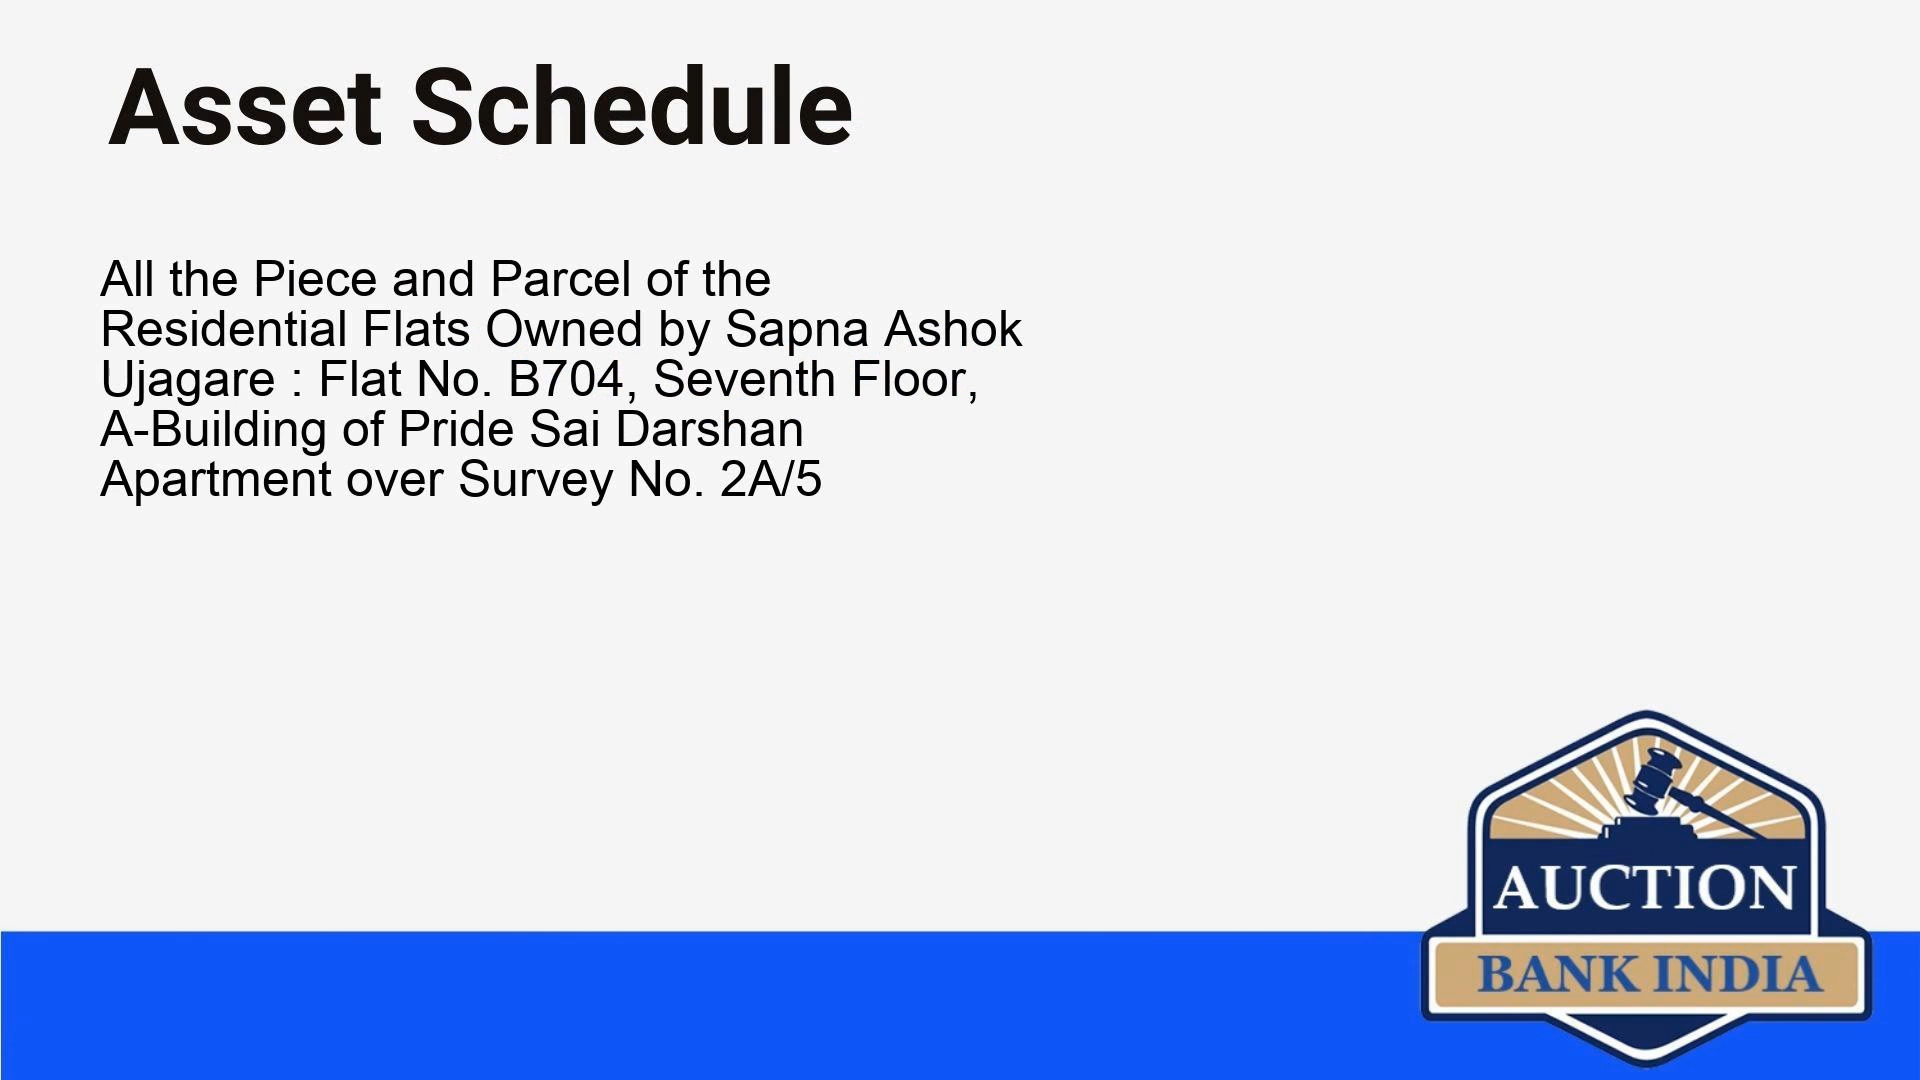 Asset Schedule
All the Piece and Parcel of the
Residential Flats Owned by Sapna Ashok
Ujagare : Flat No. B704, Seventh Floor,
A-Building of Pride Sai Darshan
Apartment over Survey No. 2A/5
AUCTION
BANK INDIA